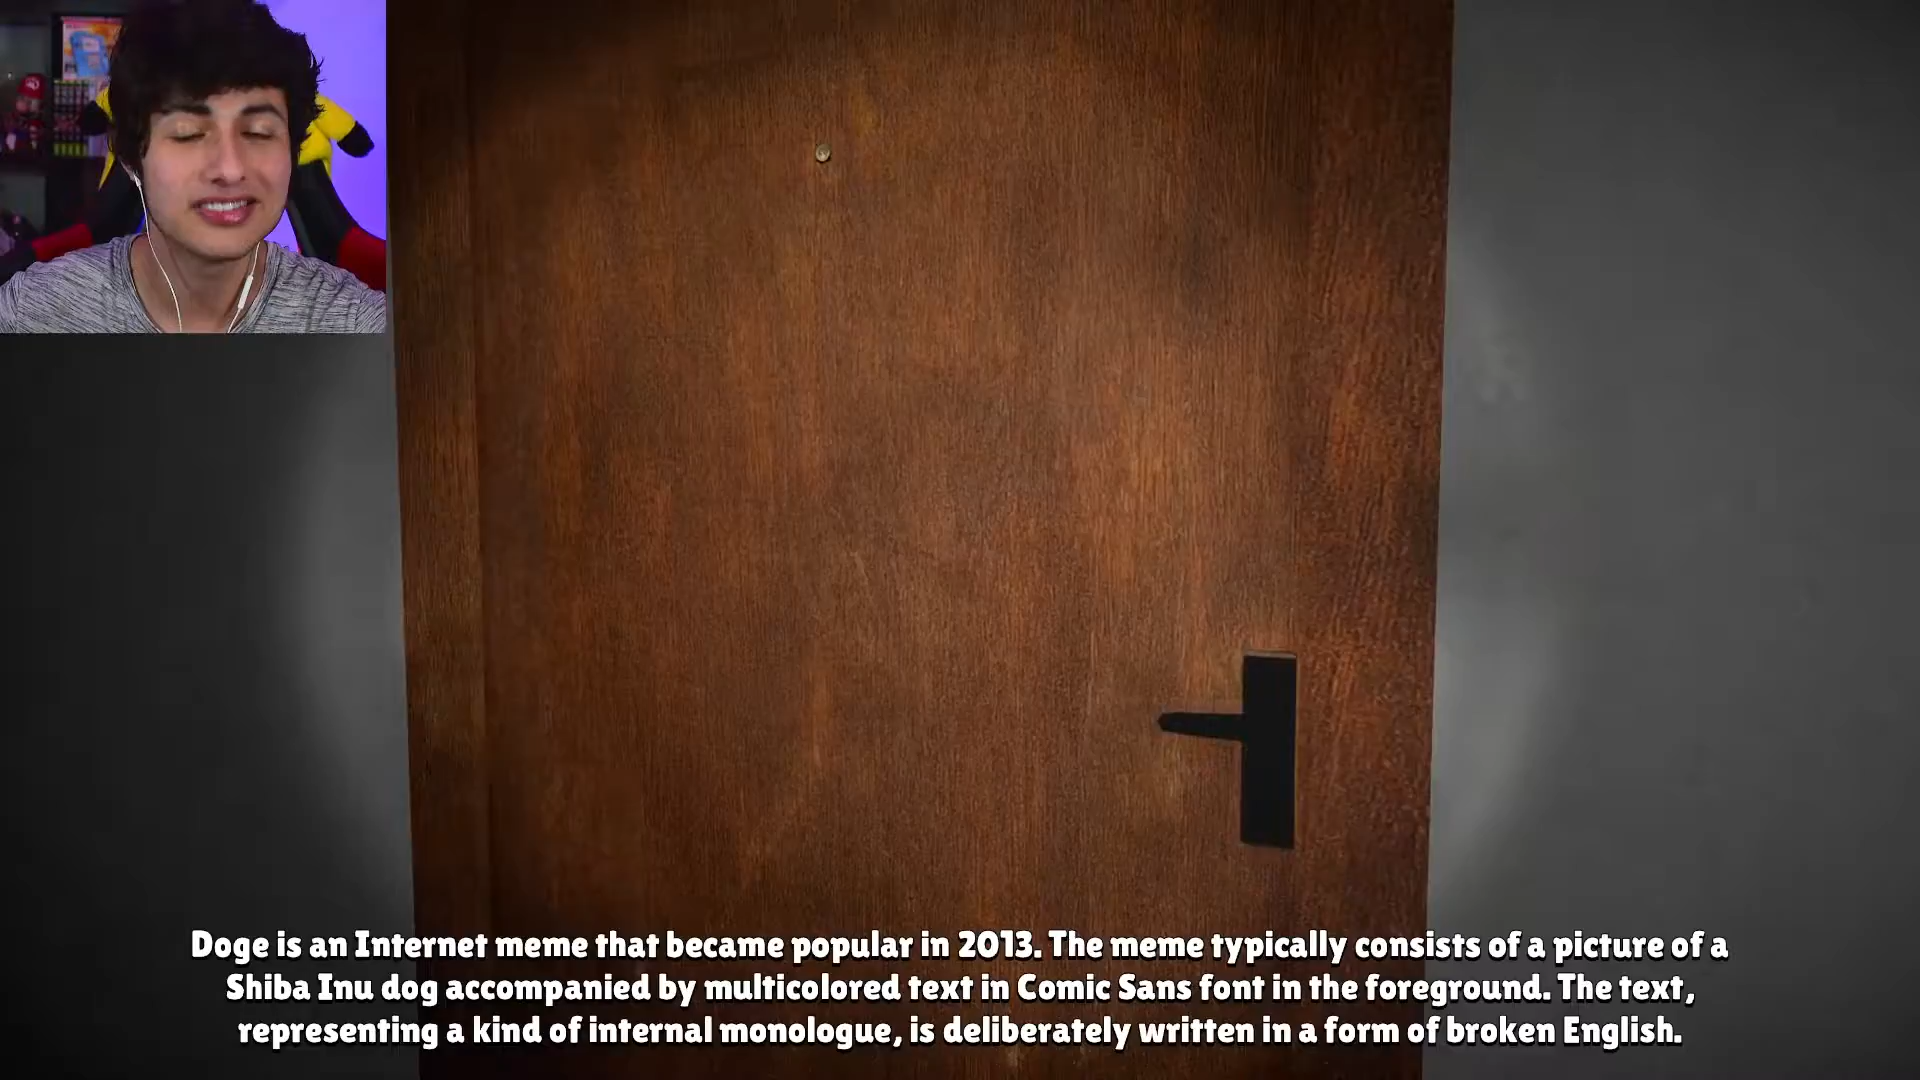 Doge is an Internet meme that became popular in 2013. The meme typically consists of a picture of a
Shiba Inu dog accompanied by multicolored text in Comic Sans font in the foreground. The text,
representing a kind of internal monologue, is deliberately written in a form of broken English.